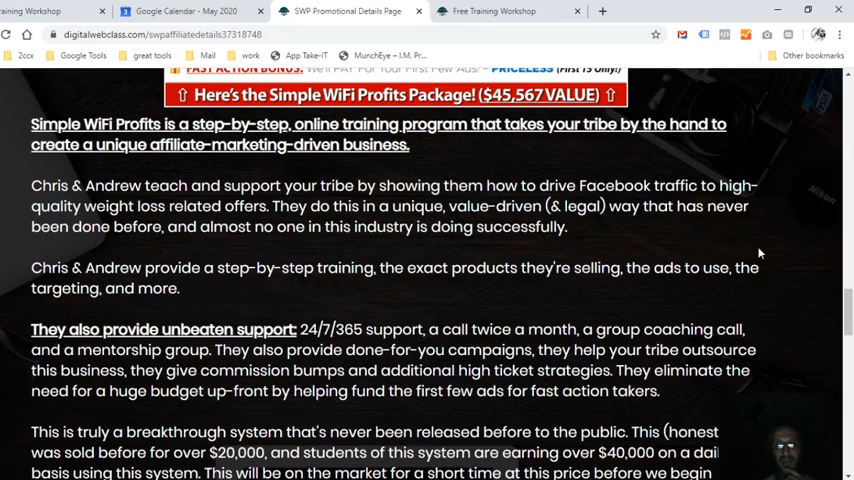 raining Workshop
Google Calendar - May 2020
SWP Promotional Details Page
Free Training Workshop
digitalwebclass.com/swpaffiliatedetails37318748
2ccx
Google Tools
great tools
Mail
work
App Take-IT
MunchEye – I.M. Pr...
Other bookmarks
FAST ACTION BONUS: We'll PAY For Your First Few Ads! - PRICELESS (First 15 Only!)
⇧ Here's the Simple WiFi Profits Package! ($45,567 VALUE) ⇧
Simple WiFi Profits is a step-by-step, online training program that takes your tribe by the hand to
create a unique affiliate-marketing-driven business.
Chris & Andrew teach and support your tribe by showing them how to drive Facebook traffic to high-
quality weight loss related offers. They do this in a unique, value-driven (& legal) way that has never
been done before, and almost no one in this industry is doing successfully.
Chris & Andrew provide a step-by-step training, the exact products they're selling, the ads to use, the
targeting, and more.
They also provide unbeaten support: 24/7/365 support, a call twice a month, a group coaching call,
and a mentorship group. They also provide done-for-you campaigns, they help your tribe outsource
this business, they give commission bumps and additional high ticket strategies. They eliminate the
need for a huge budget up-front by helping fund the first few ads for fast action takers.
This is truly a breakthrough system that's never been released before to the public. This (honest
was sold before for over $20,000, and students of this system are earning over $40,000 on a dail
basis using this system. This will be on the market for a short time at this price before we begin
Nikon